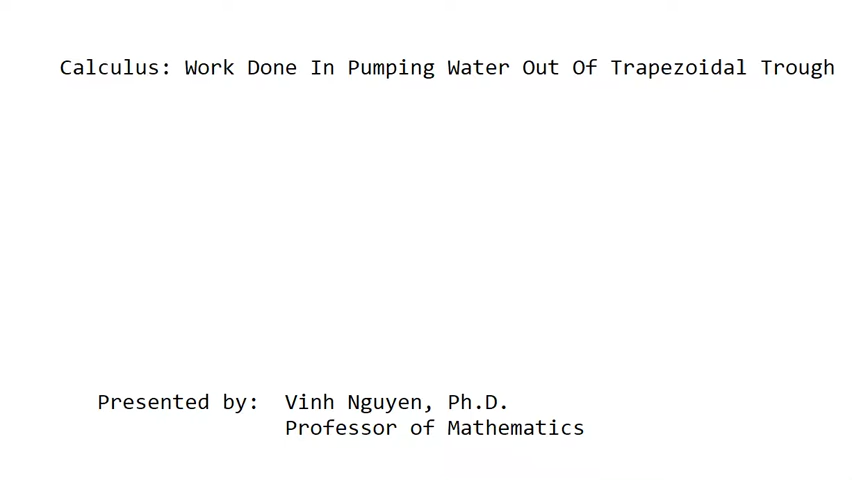 Calculus: Work Done In Pumping Water Out Of Trapezoidal Trough
Presented by: Vinh Nguyen, Ph.D.
Professor of Mathematics